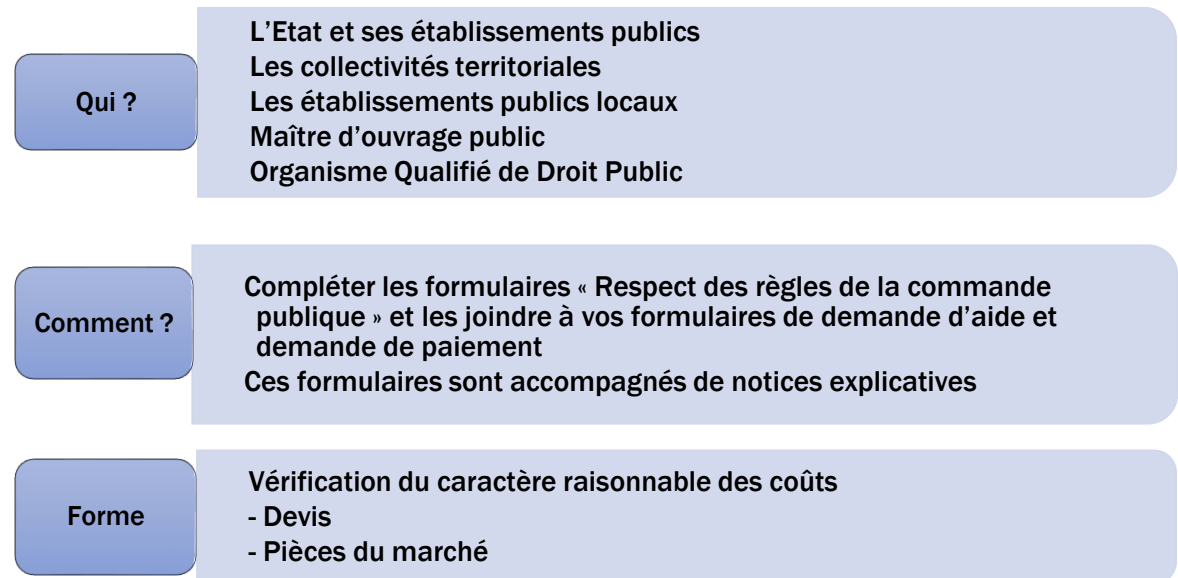 Qui ?
L'Etat et ses établissements publics
Les collectivités territoriales
Les établissements publics locaux
Maître d'ouvrage public
Organisme Qualifié de Droit Public
Comment ?
Compléter les formulaires « Respect des règles de la commande
publique » et les joindre à vos formulaires de demande d'aide et
demande de paiement
Ces formulaires sont accompagnés de notices explicatives
Forme
Vérification du caractère raisonnable des coûts
- Devis
- Pièces du marché